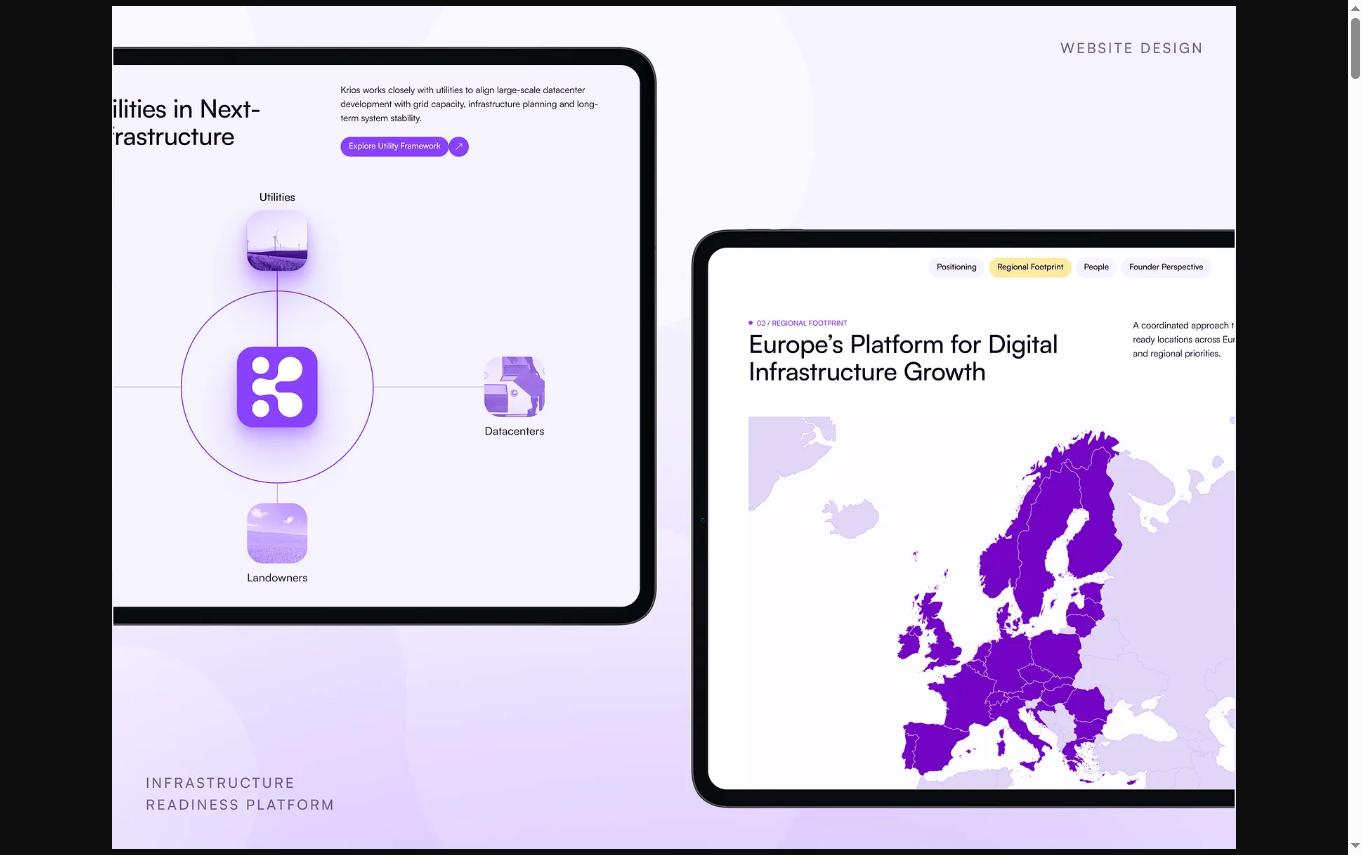 WEBSITE DESIGN
ilities in Next-
frastructure
Krios works closely with utilities to align large-scale datacenter
development with grid capacity, infrastructure planning and long-
term system stability.
Explore Utility Framework
Utilities
Datacenters
Landowners
Positioning
Regional Footprint
People
Founder Perspective
02 / REGIONAL FOOTPRINT
Europe’s Platform for Digital
Infrastructure Growth
A coordinated approach t
ready locations across Eur
and regional priorities.
INFRASTRUCTURE
READINESS PLATFORM